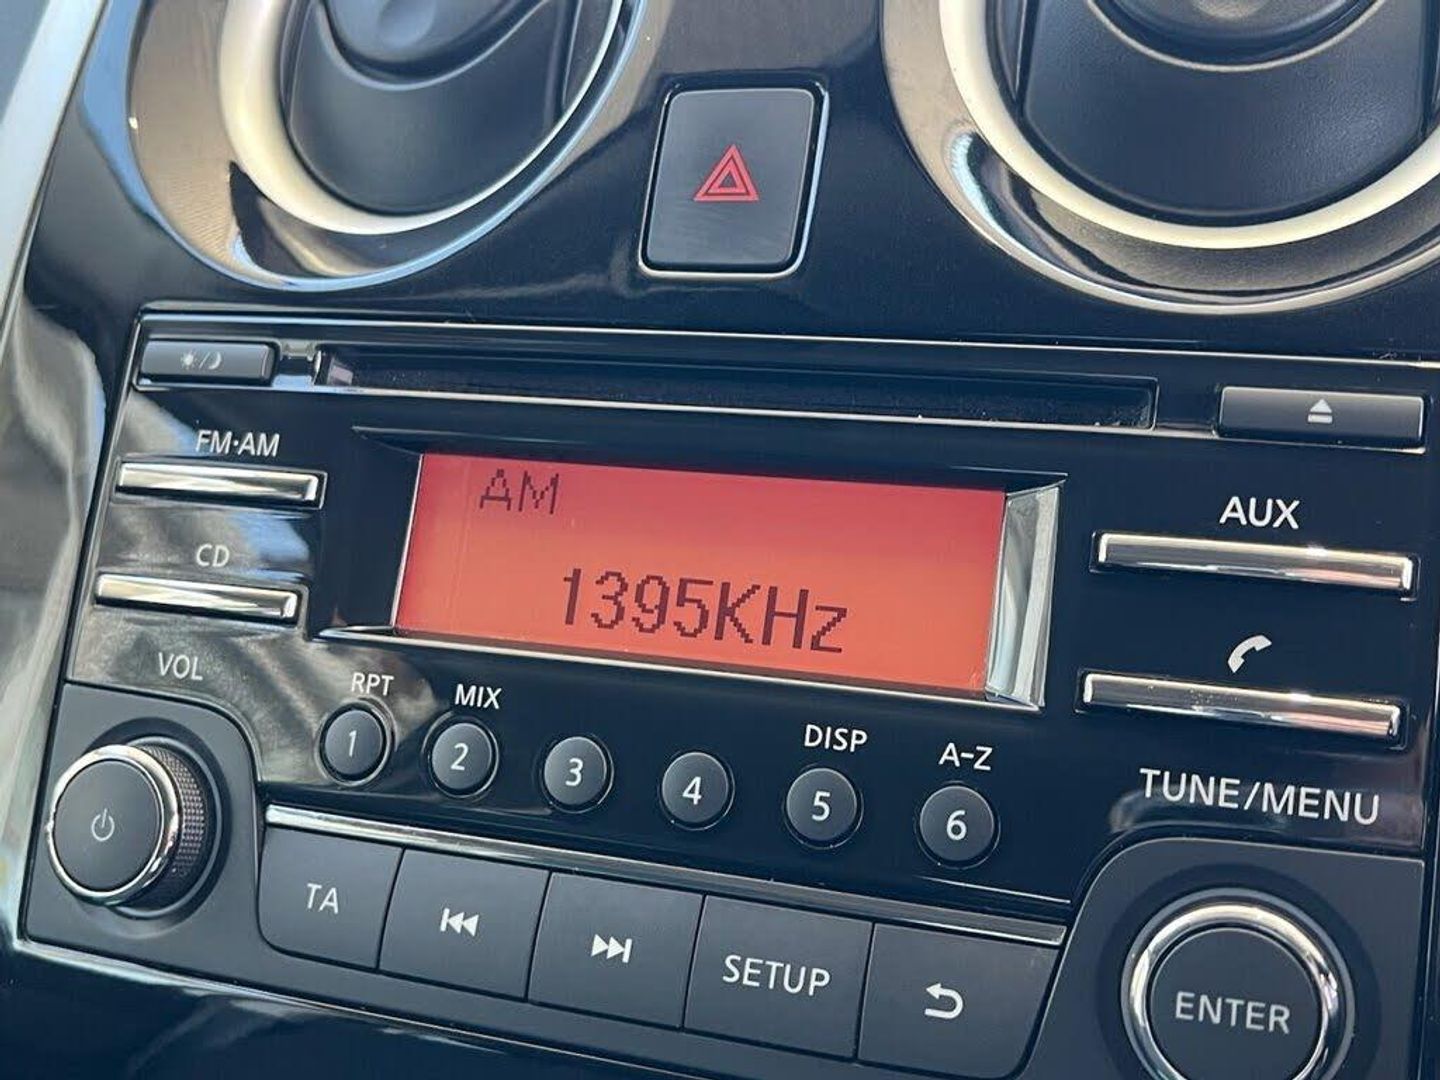 FM·AM
AM
AUX
CD
1395KHz
VOL
RPT
MIX
DISP
A-Z
TUNE/MENU
1
2
3
4
5
6
TA
SETUP
ENTER